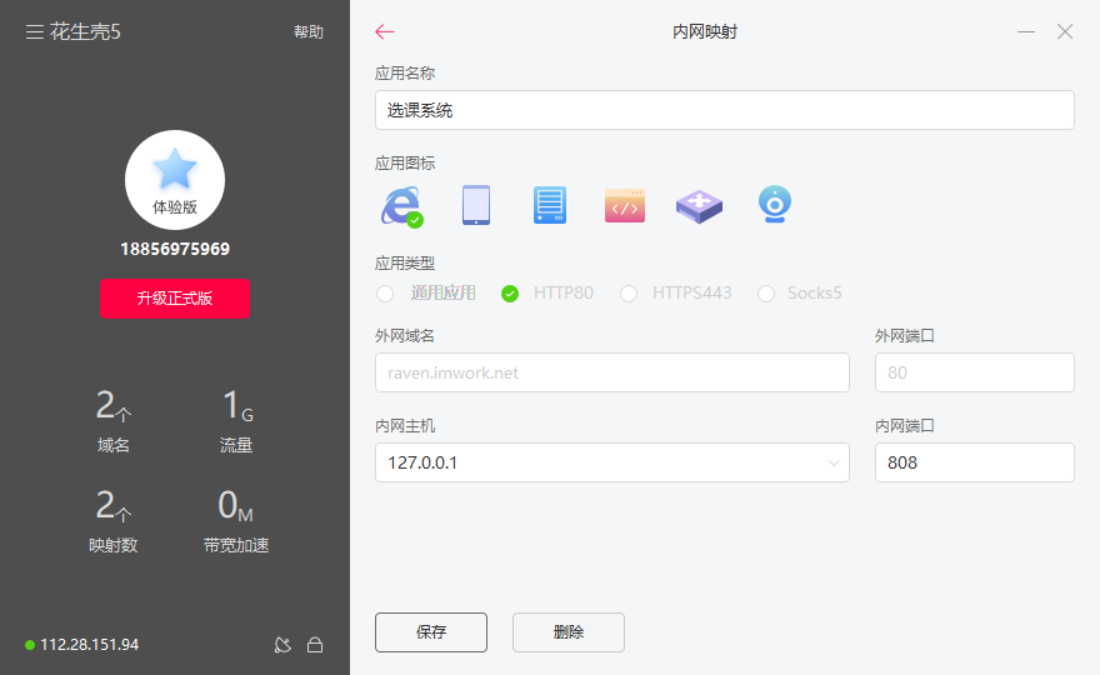 花生壳5
帮助
体验版
18856975969
升级正式版
2个
域名
1G
流量
2个
映射数
0M
带宽加速
112.28.151.94
内网映射
应用名称
选课系统
应用图标
应用类型
通用应用 HTTP80 HTTPS443 Socks5
外网域名 外网端口
raven.imwork.net 80
内网主机 内网端口
127.0.0.1 808
保存 删除